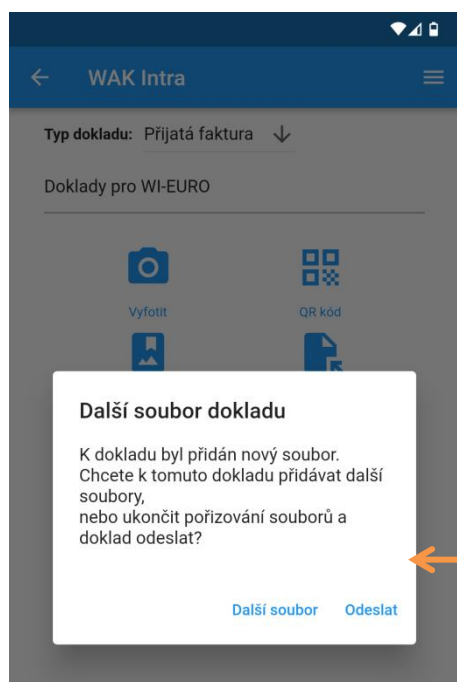 WAK Intra
Typ dokladu: Přijatá faktura
Doklady pro WI-EURO
Vyfotit QR kód
Další soubor dokladu
K dokladu byl přidán nový soubor.
Chcete k tomuto dokladu přidávat další
soubory,
nebo ukončit pořizování souborů a
doklad odeslat?
Další soubor Odeslat